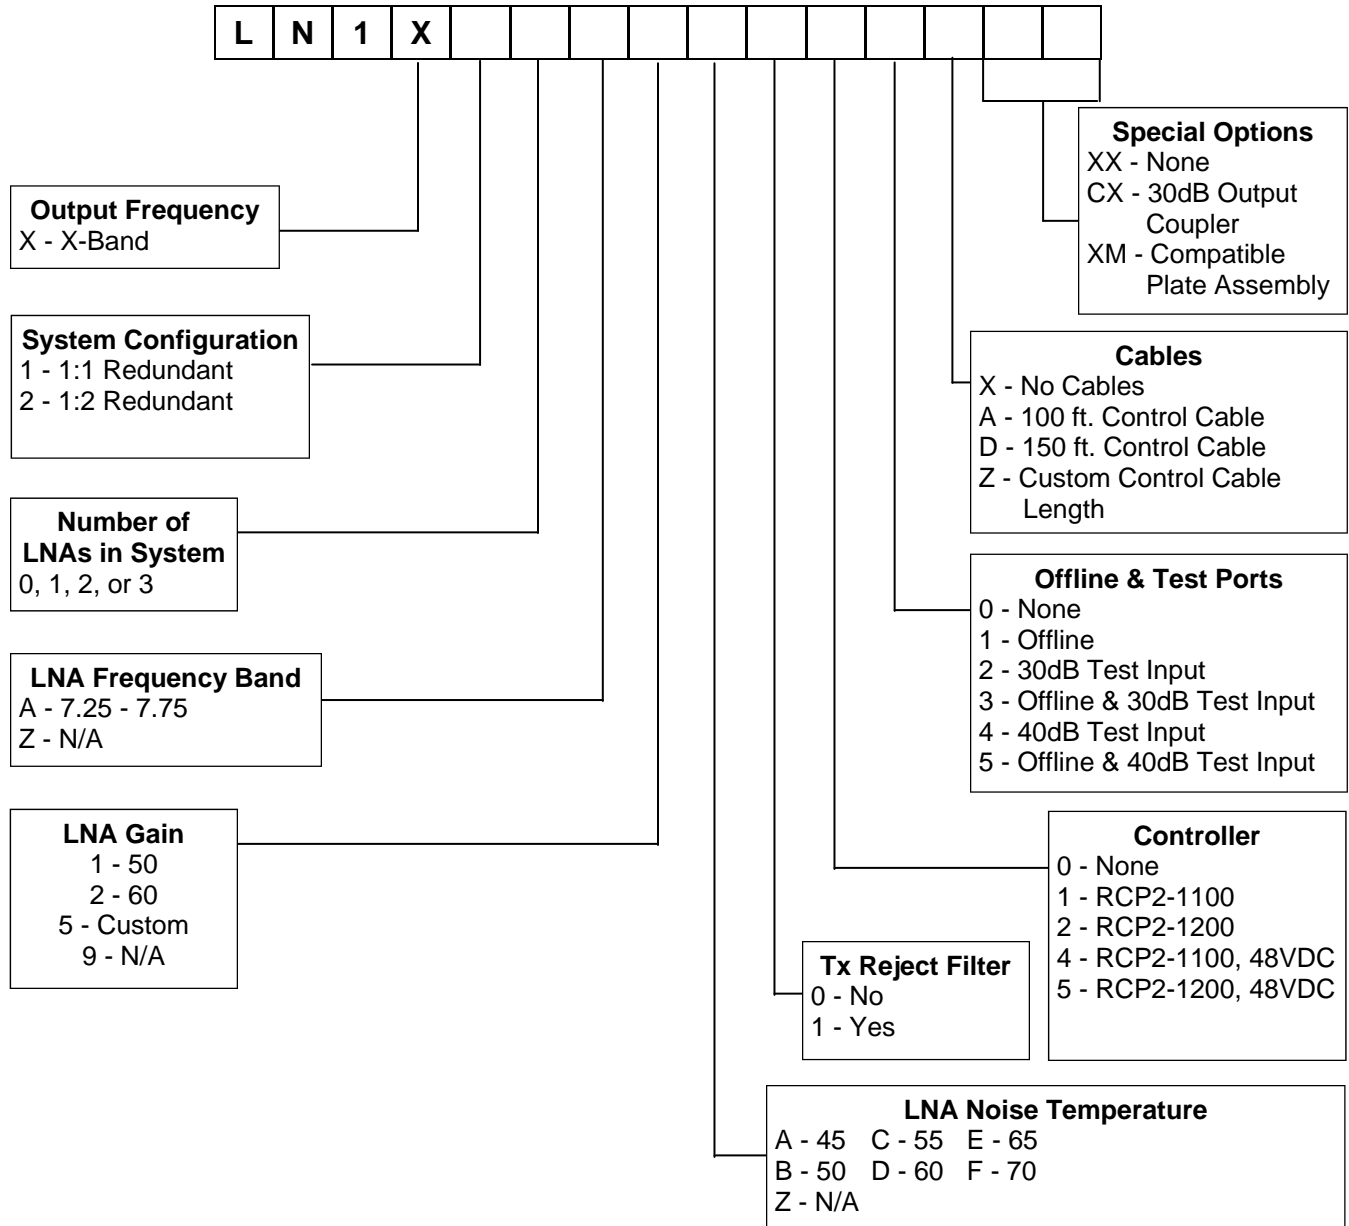 L N 1 X
Special Options
XX - None
CX - 30dB Output
Coupler
XM - Compatible
Plate Assembly
Output Frequency
X - X-Band
System Configuration
1 - 1:1 Redundant
2 - 1:2 Redundant
Cables
X - No Cables
A - 100 ft. Control Cable
D - 150 ft. Control Cable
Z - Custom Control Cable
Length
Number of
LNAs in System
0, 1, 2, or 3
Offline & Test Ports
0 - None
1 - Offline
2 - 30dB Test Input
3 - Offline & 30dB Test Input
4 - 40dB Test Input
5 - Offline & 40dB Test Input
LNA Frequency Band
A - 7.25 - 7.75
Z - N/A
LNA Gain
1 - 50
2 - 60
5 - Custom
9 - N/A
Controller
0 - None
1 - RCP2-1100
2 - RCP2-1200
4 - RCP2-1100, 48VDC
5 - RCP2-1200, 48VDC
Tx Reject Filter
0 - No
1 - Yes
LNA Noise Temperature
A - 45 C - 55 E - 65
B - 50 D - 60 F - 70
Z - N/A